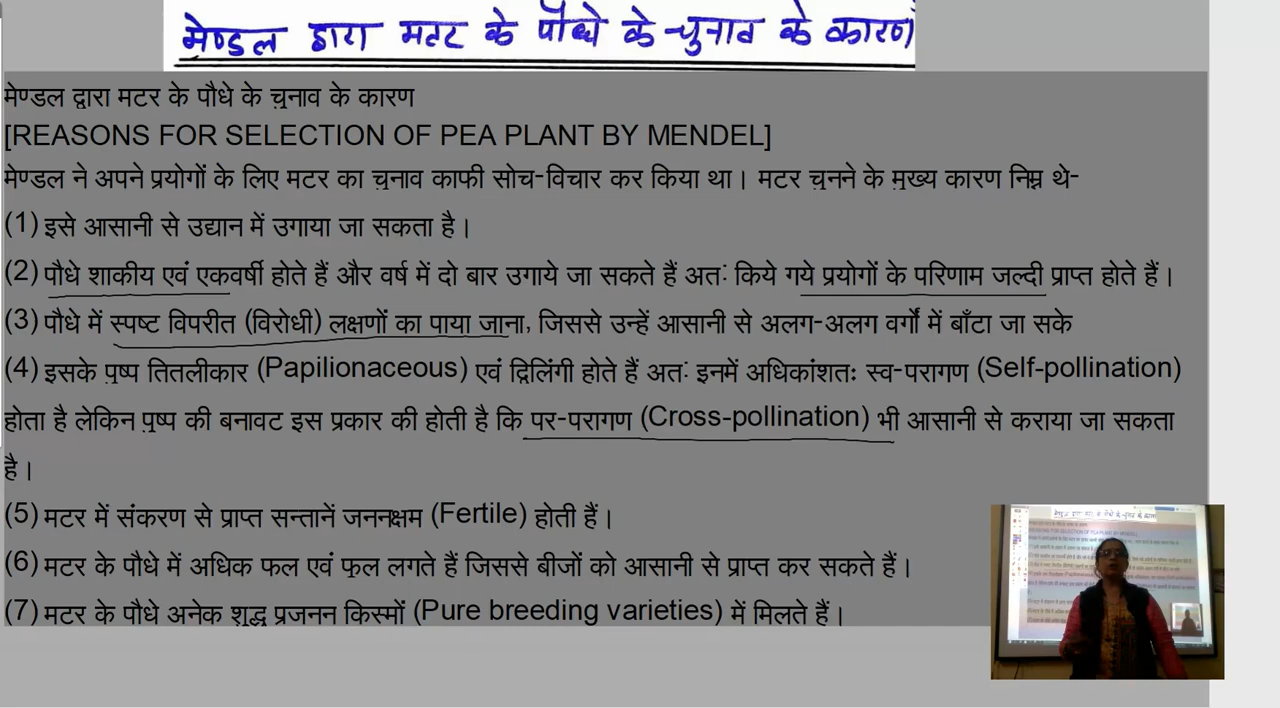 मेण्डल द्वारा मटर के पौधे के चुनाव के कारण
मेण्डल द्वारा मटर के पौधे के चुनाव के कारण
[REASONS FOR SELECTION OF PEA PLANT BY MENDEL]
मेण्डल ने अपने प्रयोगों के लिए मटर का चुनाव काफी सोच-विचार कर किया था। मटर चुनने के मुख्य कारण निम्न थे-
(1) इसे आसानी से उद्यान में उगाया जा सकता है।
(2) पौधे शाकीय एवं एकवर्षी होते हैं और वर्ष में दो बार उगाये जा सकते हैं अत: किये गये प्रयोगों के परिणाम जल्दी प्राप्त होते हैं।
(3) पौधे में स्पष्ट विपरीत (विरोधी) लक्षणों का पाया जाना, जिससे उन्हें आसानी से अलग-अलग वर्गों में बाँटा जा सके
(4) इसके पुष्प तितलीकार (Papilionaceous) एवं द्विलिंगी होते हैं अत: इनमें अधिकांशतः स्व-परागण (Self-pollination)
होता है लेकिन पुष्प की बनावट इस प्रकार की होती है कि पर-परागण (Cross-pollination) भी आसानी से कराया जा सकता
है।
(5) मटर में संकरण से प्राप्त सन्तानें जननक्षम (Fertile) होती हैं।
(6) मटर के पौधे में अधिक फल एवं फूल लगते हैं जिससे बीजों को आसानी से प्राप्त कर सकते हैं।
(7) मटर के पौधे अनेक शुद्ध प्रजनन किस्मों (Pure breeding varieties) में मिलते हैं।